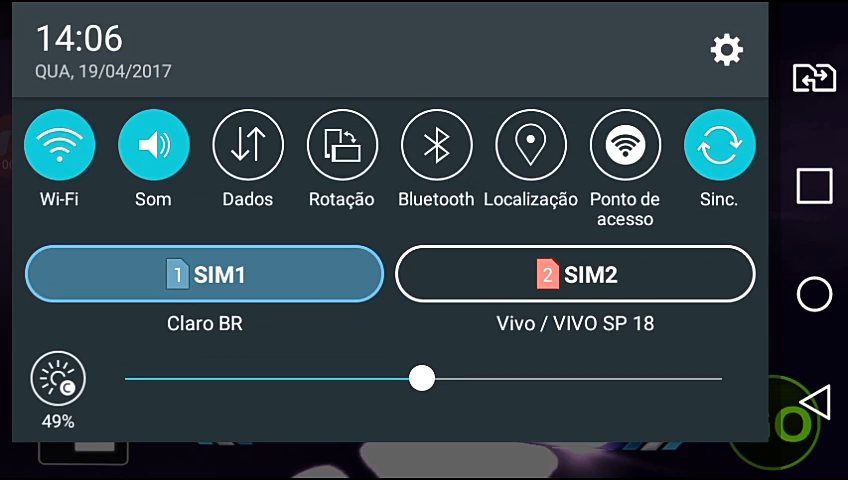 14:06
QUA, 19/04/2017
Wi-Fi
Som
Dados
Rotação
Bluetooth
Localização
Ponto de
acesso
Sinc.
1 SIM1
2 SIM2
Claro BR
Vivo / VIVO SP 18
C
49%